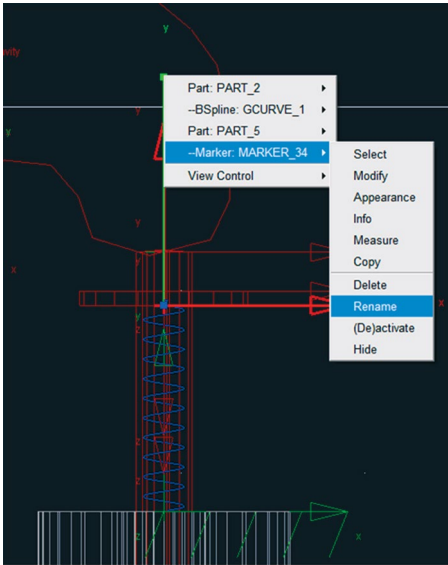 y
vity
Part: PART_2
--BSpline: GCURVE_1
Part: PART_5
--Marker: MARKER_34
View Control
Select
Modify
Appearance
Info
Measure
Copy
Delete
Rename
(De)activate
Hide
y
y
y
x
x
y
z
z
z
z
x